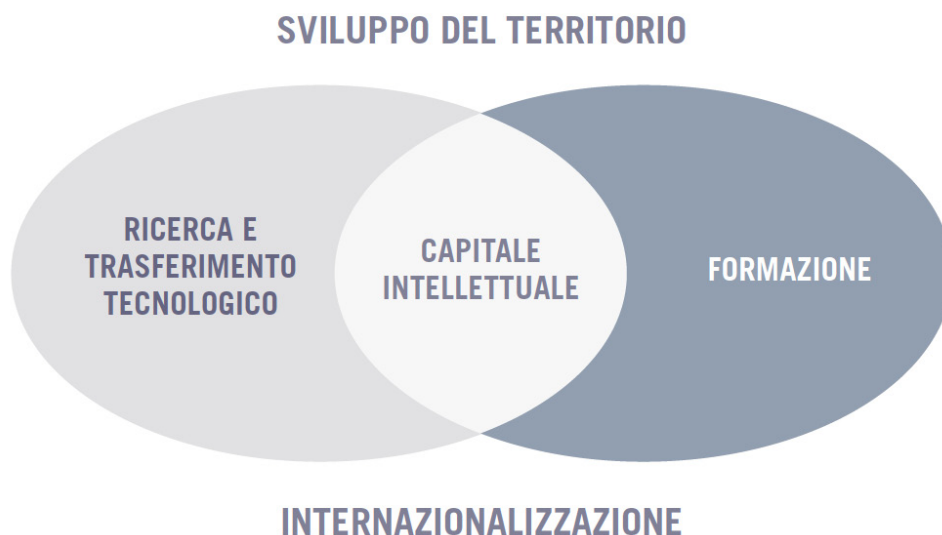 SVILUPPO DEL TERRITORIO
RICERCA E
TRASFERIMENTO
TECNOLOGICO
CAPITALE
INTELLETTUALE
FORMAZIONE
INTERNAZIONALIZZAZIONE